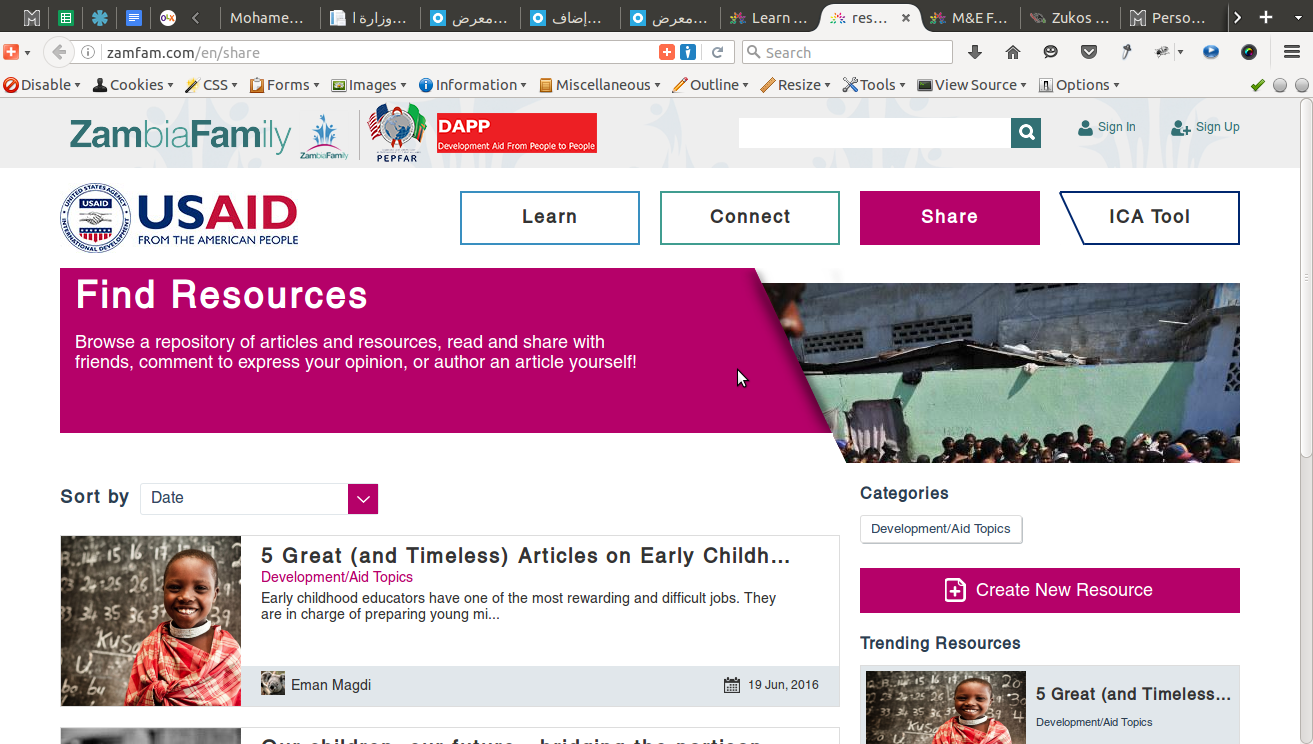 Mohame...
وزارة ا...
معرض...
إضاف...
معرض...
Learn ...
res...
M&E F...
Zukos ...
Perso...
zamfam.com/en/share
Search
Disable
Cookies
CSS
Forms
Images
Information
Miscellaneous
Outline
Resize
Tools
View Source
Options
ZambiaFamily
ZambiaFamily
PEPFAR
DAPP
Development Aid From People to People
Sign In
Sign Up
UNITED STATES AGENCY
USAID
INTERNATIONAL DEVELOPMENT
USAID
FROM THE AMERICAN PEOPLE
Learn
Connect
Share
ICA Tool
Find Resources
Browse a repository of articles and resources, read and share with
friends, comment to express your opinion, or author an article yourself!
Sort by
Date
Categories
Development/Aid Topics
5 Great (and Timeless) Articles on Early Childh...
Development/Aid Topics
Early childhood educators have one of the most rewarding and difficult jobs. They
are in charge of preparing young mi...
Eman Magdi
19 Jun, 2016
Create New Resource
Trending Resources
5 Great (and Timeless...
Development/Aid Topics